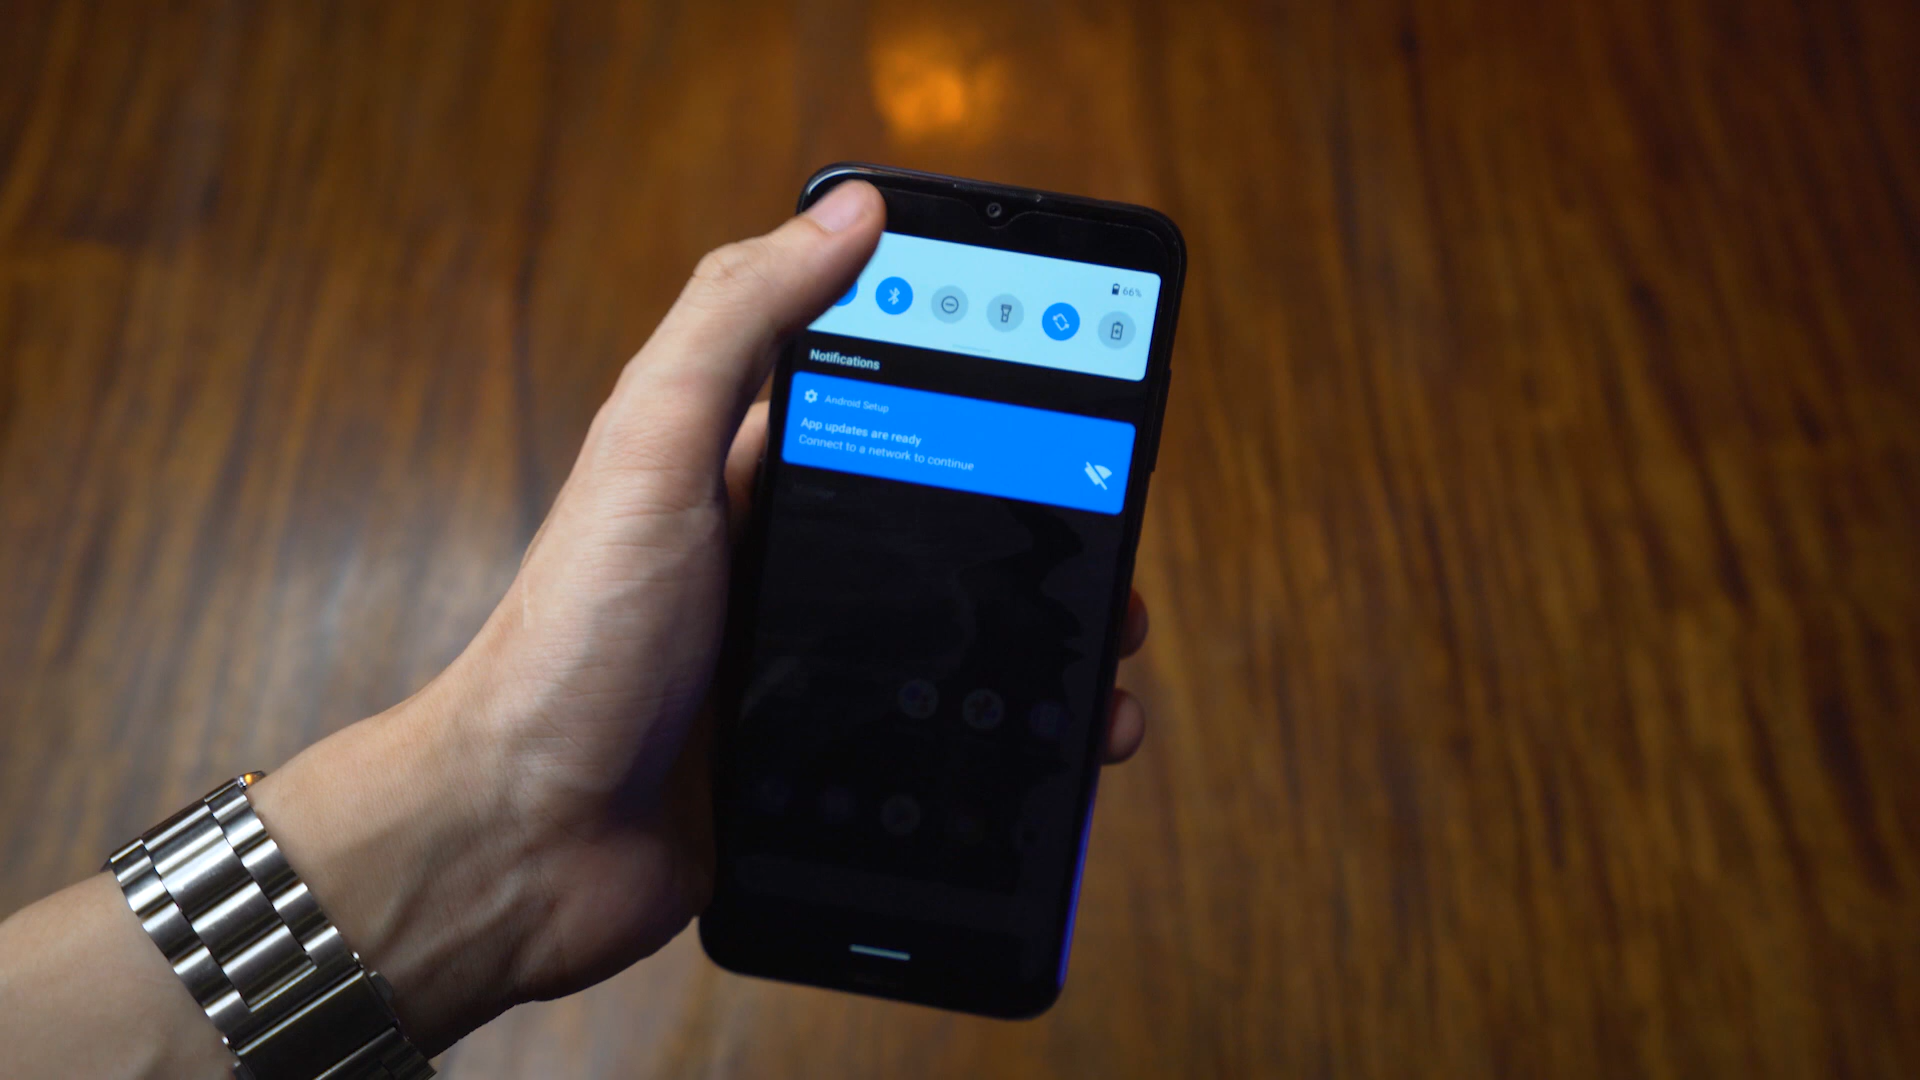 66%
Notifications
Android Setup
App updates are ready
Connect to a network to continue